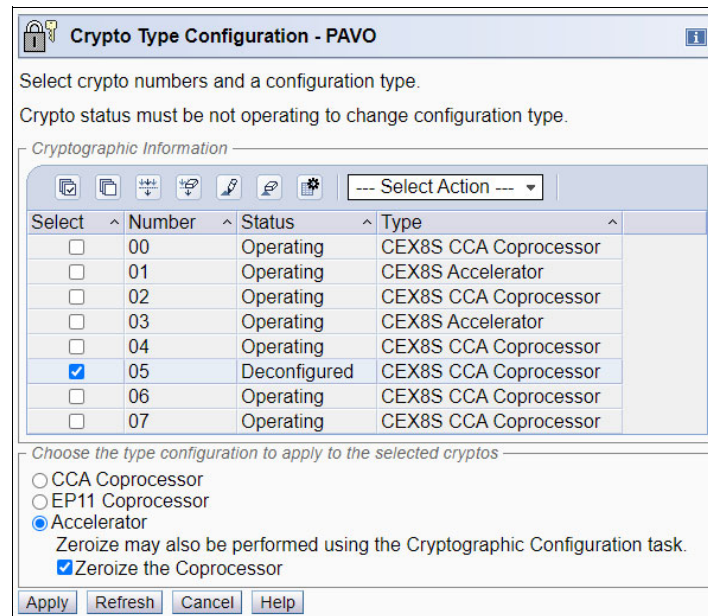 Crypto Type Configuration - PAVO
i
Select crypto numbers and a configuration type.
Crypto status must be not operating to change configuration type.
Cryptographic Information
--- Select Action ---
Select Number Status Type
00 Operating CEX8S CCA Coprocessor
01 Operating CEX8S Accelerator
02 Operating CEX8S CCA Coprocessor
03 Operating CEX8S Accelerator
04 Operating CEX8S CCA Coprocessor
05 Deconfigured CEX8S CCA Coprocessor
06 Operating CEX8S CCA Coprocessor
07 Operating CEX8S CCA Coprocessor
Choose the type configuration to apply to the selected cryptos
CCA Coprocessor
EP11 Coprocessor
Accelerator
Zeroize may also be performed using the Cryptographic Configuration task.
Zeroize the Coprocessor
Apply Refresh Cancel Help